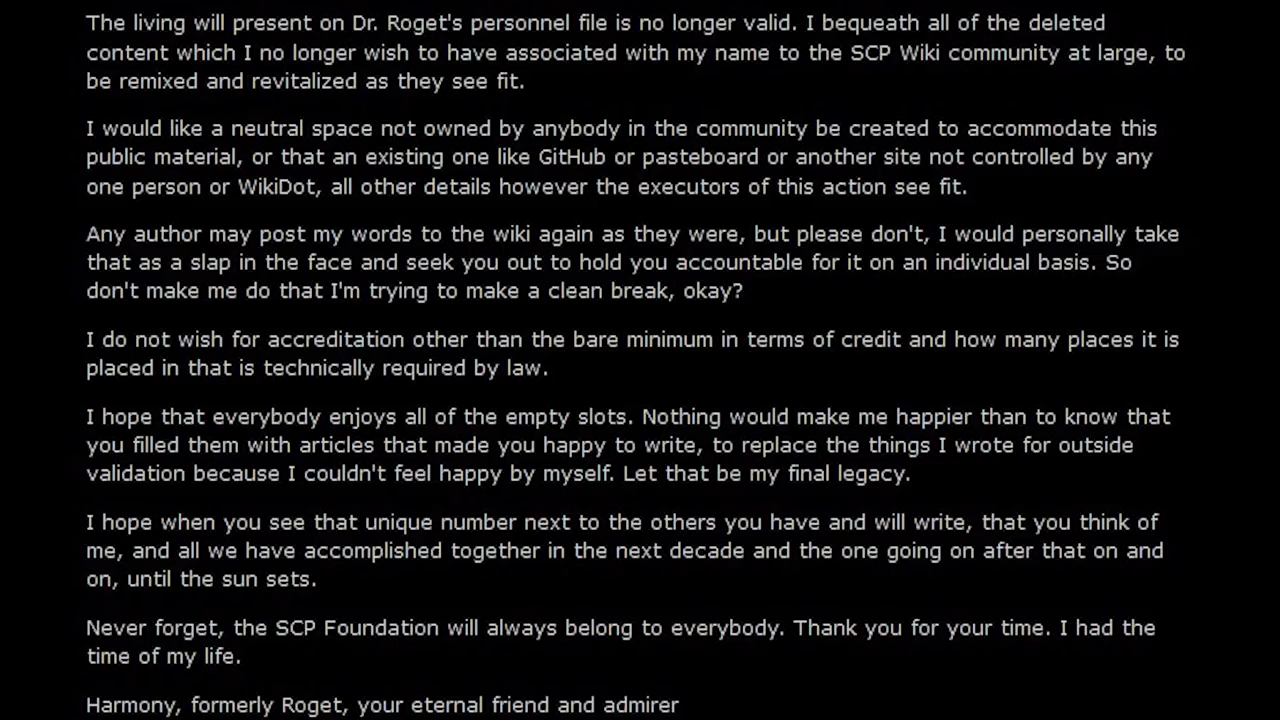 The living will present on Dr. Roget's personnel file is no longer valid. I bequeath all of the deleted
content which I no longer wish to have associated with my name to the SCP Wiki community at large, to
be remixed and revitalized as they see fit.
I would like a neutral space not owned by anybody in the community be created to accommodate this
public material, or that an existing one like GitHub or pasteboard or another site not controlled by any
one person or WikiDot, all other details however the executors of this action see fit.
Any author may post my words to the wiki again as they were, but please don't, I would personally take
that as a slap in the face and seek you out to hold you accountable for it on an individual basis. So
don't make me do that I'm trying to make a clean break, okay?
I do not wish for accreditation other than the bare minimum in terms of credit and how many places it is
placed in that is technically required by law.
I hope that everybody enjoys all of the empty slots. Nothing would make me happier than to know that
you filled them with articles that made you happy to write, to replace the things I wrote for outside
validation because I couldn't feel happy by myself. Let that be my final legacy.
I hope when you see that unique number next to the others you have and will write, that you think of
me, and all we have accomplished together in the next decade and the one going on after that on and
on, until the sun sets.
Never forget, the SCP Foundation will always belong to everybody. Thank you for your time. I had the
time of my life.
Harmony, formerly Roget, your eternal friend and admirer